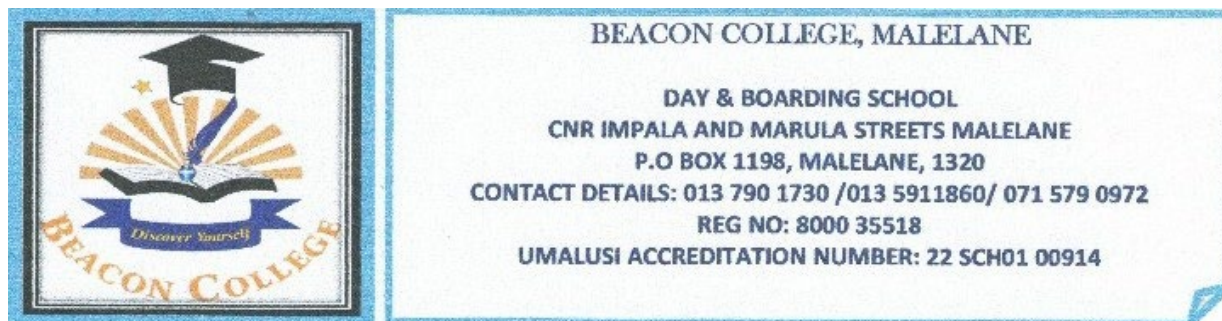 Discover Yourself
BEACON COLLEGE
BEACON COLLEGE, MALELANE
DAY & BOARDING SCHOOL
CNR IMPALA AND MARULA STREETS MALELANE
P.O BOX 1198, MALELANE, 1320
CONTACT DETAILS: 013 790 1730 /013 5911860/ 071 579 0972
REG NO: 8000 35518
UMALUSI ACCREDITATION NUMBER: 22 SCH01 00914